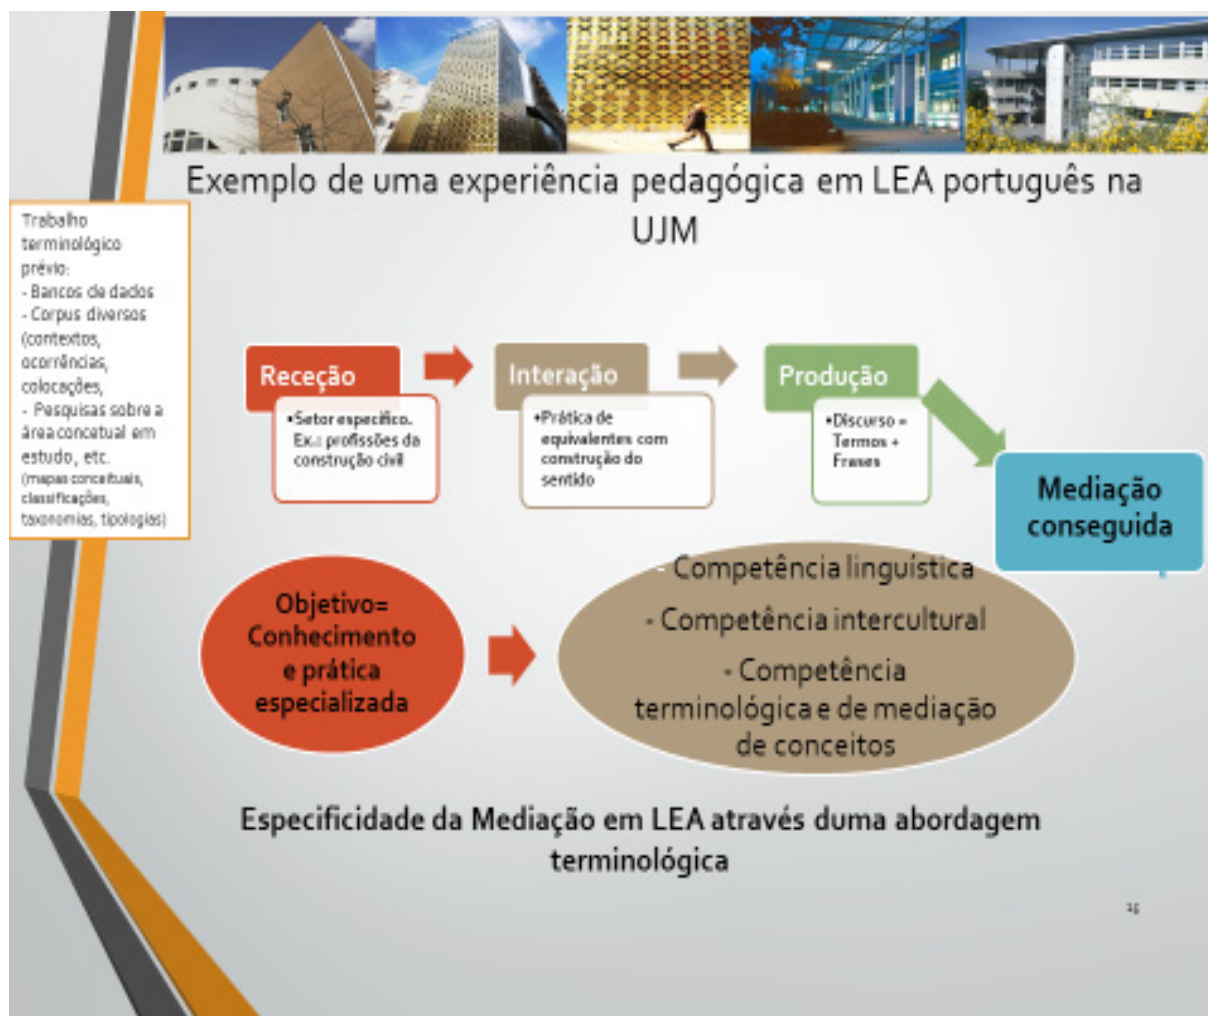 Exemplo de uma experiência pedagógica em LEA português na
UJM
Trabalho
terminológico
prévio:
- Bancos de dados
- Corpus diversos
(contextos,
ocorrências,
colocações,
- Pesquisas sobre a
área concetual em
estudo, etc.
(mapas conceituais,
classificações,
taxonomias, tipologias)
Receção
•Setor específico.
Ex.: profissões da
construção civil
Interação
•Prática de
equivalentes com
construção do
sentido
Produção
•Discurso =
Termos +
Frases
Mediação
conseguida
Objetivo=
Conhecimento
e prática
especializada
- Competência linguística
- Competência intercultural
- Competência
terminológica e de mediação
de conceitos
Especificidade da Mediação em LEA através duma abordagem
terminológica